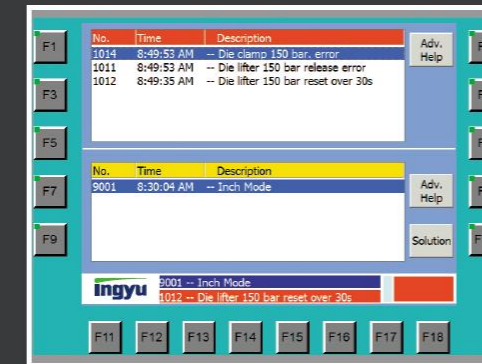 F1
F3
F5
F7
F9
No. Time Description
1014 8:49:53 AM -- Die clamp 150 bar. error
1011 8:49:53 AM -- Die lifter 150 bar release error
1012 8:49:35 AM -- Die lifter 150 bar reset over 30s
Adv.
Help
No. Time Description
9001 8:30:04 AM -- Inch Mode
Adv.
Help
Solution
ingyu
9001 -- Inch Mode
1012 -- Die lifter 150 bar reset over 30s
F11 F12 F13 F14 F15 F16 F17 F18